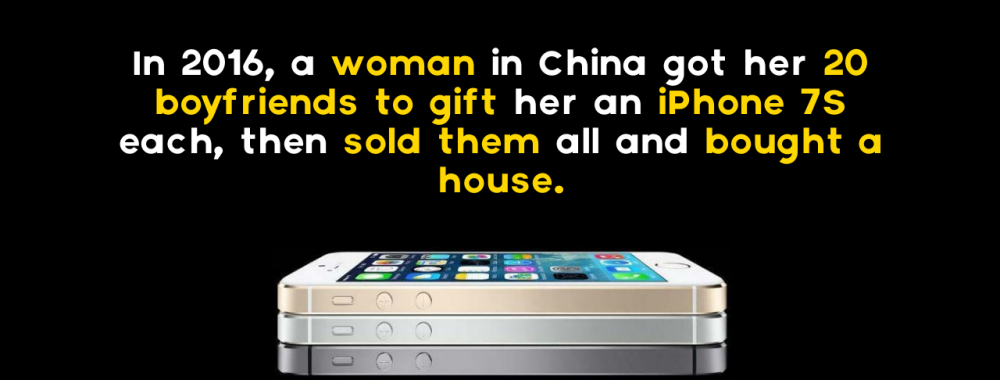 In 2016, a woman in China got her 20
boyfriends to gift her an iPhone 7S
each, then sold them all and bought a
house.